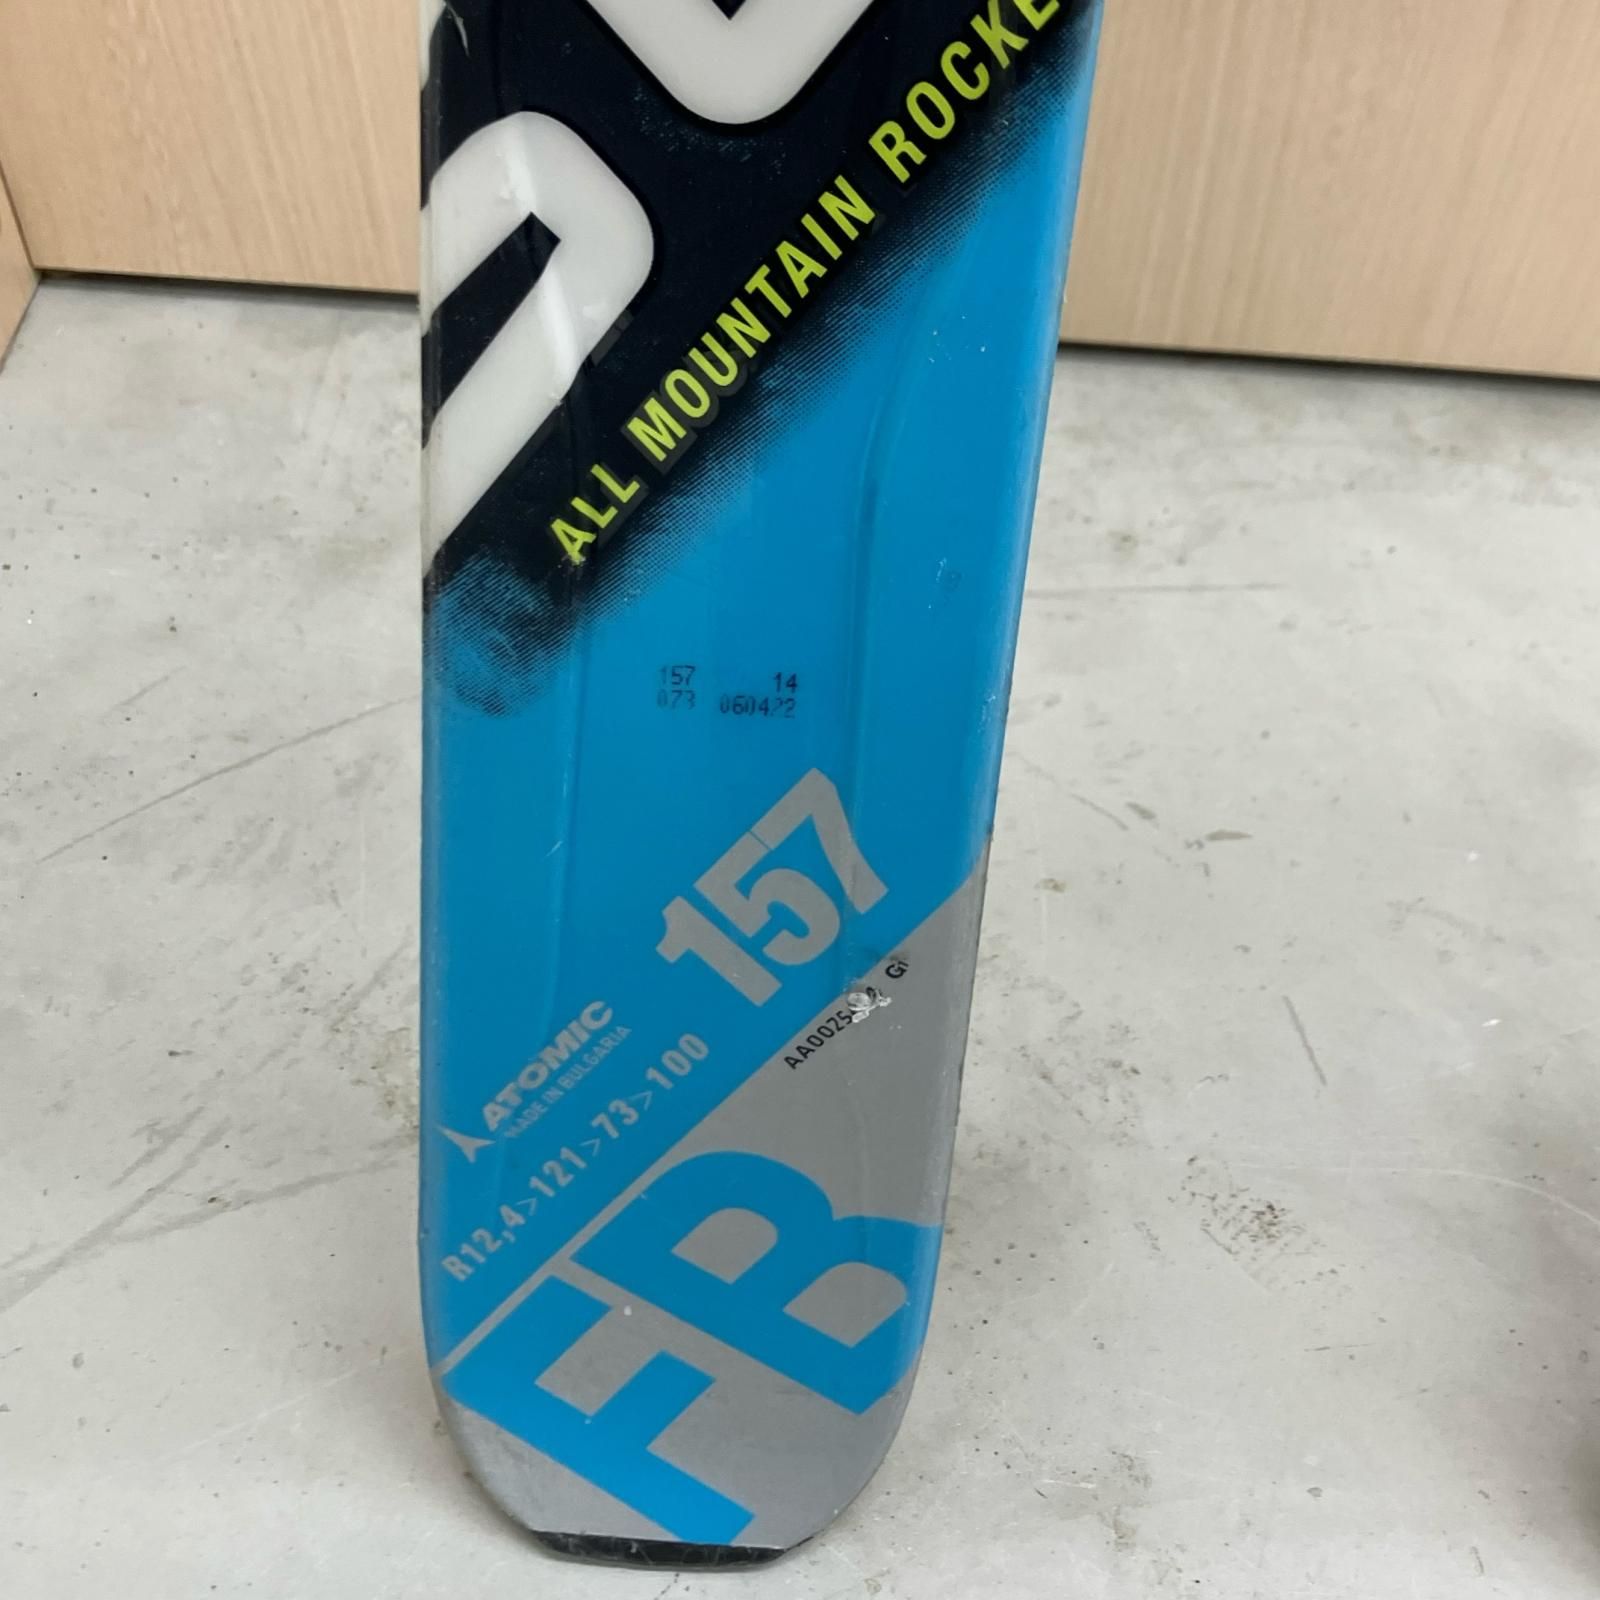 ALL MOUNTAIN ROCKE
157 14
073 060422
157
ATOMIC
MADE IN BULGARIA
R12,4>121>73>100